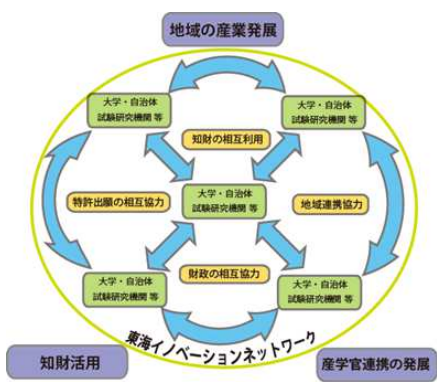 地域の産業発展
大学・自治体
試験研究機関 等
大学・自治体
試験研究機関 等
知財の相互利用
特許出願の相互協力
大学・自治体
試験研究機関 等
地域連携協力
財政の相互協力
大学・自治体
試験研究機関 等
大学・自治体
試験研究機関 等
東海イノベーションネットワーク
知財活用
産学官連携の発展